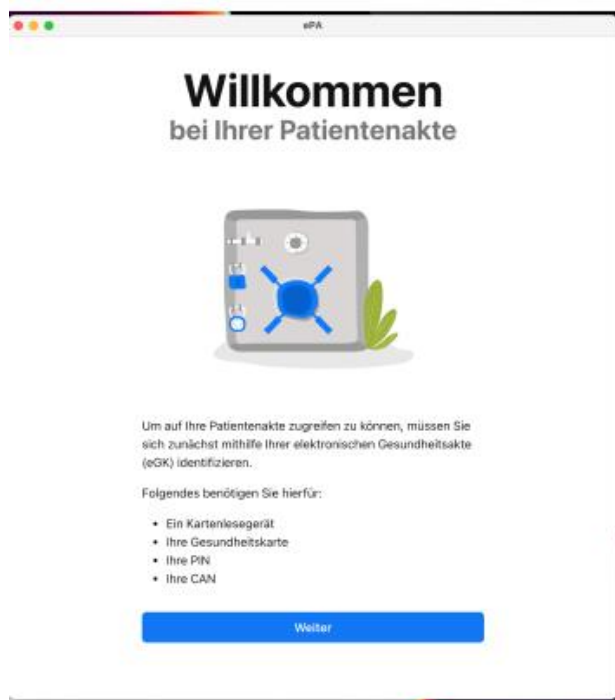 ePA
Willkommen
bei Ihrer Patientenakte
Um auf Ihre Patientenakte zugreifen zu können, müssen Sie
sich zunächst mithilfe Ihrer elektronischen Gesundheitsakte
(eGK) identifizieren.
Folgendes benötigen Sie hierfür:
• Ein Kartenlesegerät
• Ihre Gesundheitskarte
• Ihre PIN
• Ihre CAN
Weiter